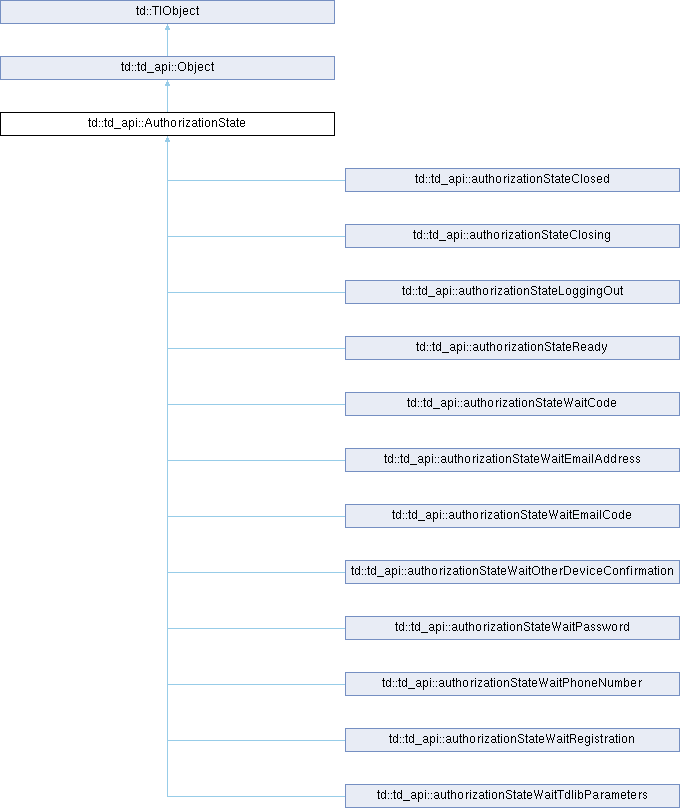 td::TlObject
td::td_api::Object
td::td_api::AuthorizationState
td::td_api::authorizationStateClosed
td::td_api::authorizationStateClosing
td::td_api::authorizationStateLoggingOut
td::td_api::authorizationStateReady
td::td_api::authorizationStateWaitCode
td::td_api::authorizationStateWaitEmailAddress
td::td_api::authorizationStateWaitEmailCode
td::td_api::authorizationStateWaitOtherDeviceConfirmation
td::td_api::authorizationStateWaitPassword
td::td_api::authorizationStateWaitPhoneNumber
td::td_api::authorizationStateWaitRegistration
td::td_api::authorizationStateWaitTdlibParameters